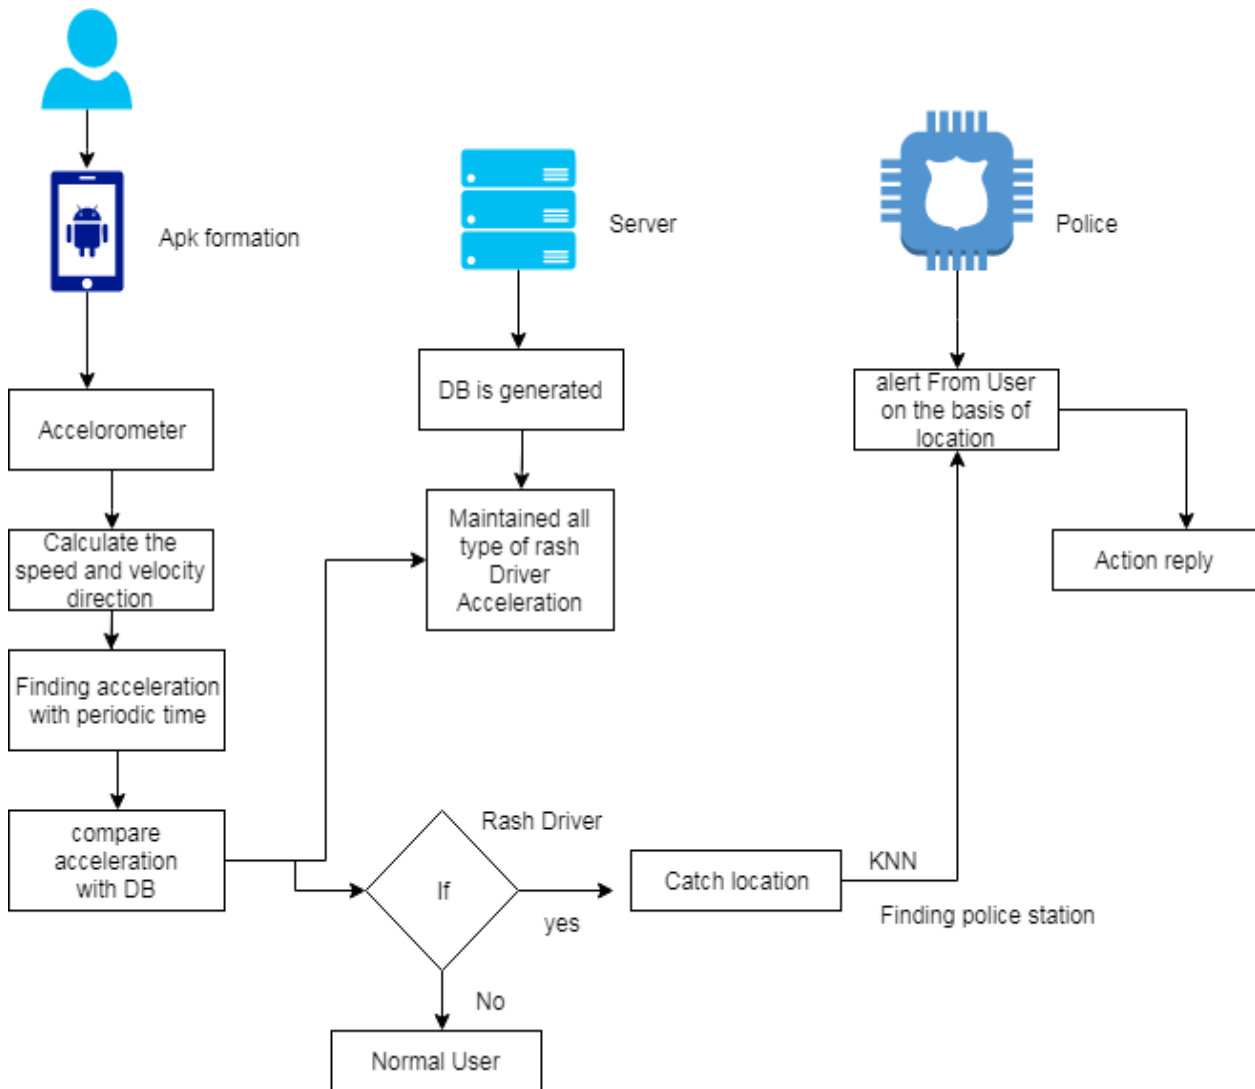 Apk formation
Server
Police
Accelorometer
Calculate the
speed and velocity
direction
Finding acceleration
with periodic time
compare
acceleration
with DB
DB is generated
Maintained all
type of rash
Driver
Acceleration
If
Rash Driver
yes
No
Normal User
Catch location
KNN
Finding police station
alert From User
on the basis of
location
Action reply